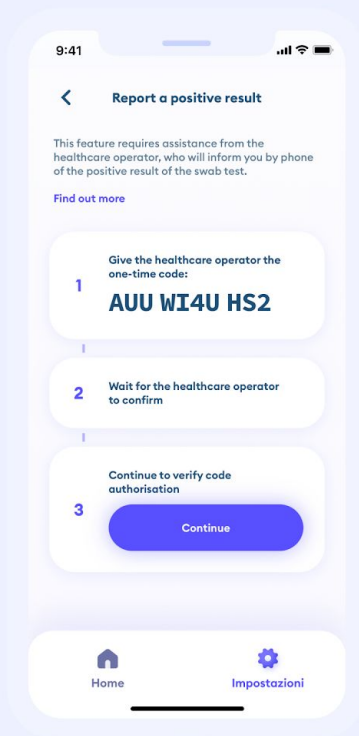 9:41
Report a positive result
This feature requires assistance from the
healthcare operator, who will inform you by phone
of the positive result of the swab test.
Find out more
1
Give the healthcare operator the
one-time code:
AUU WI4U HS2
2
Wait for the healthcare operator
to confirm
3
Continue to verify code
authorisation
Continue
Home
Impostazioni